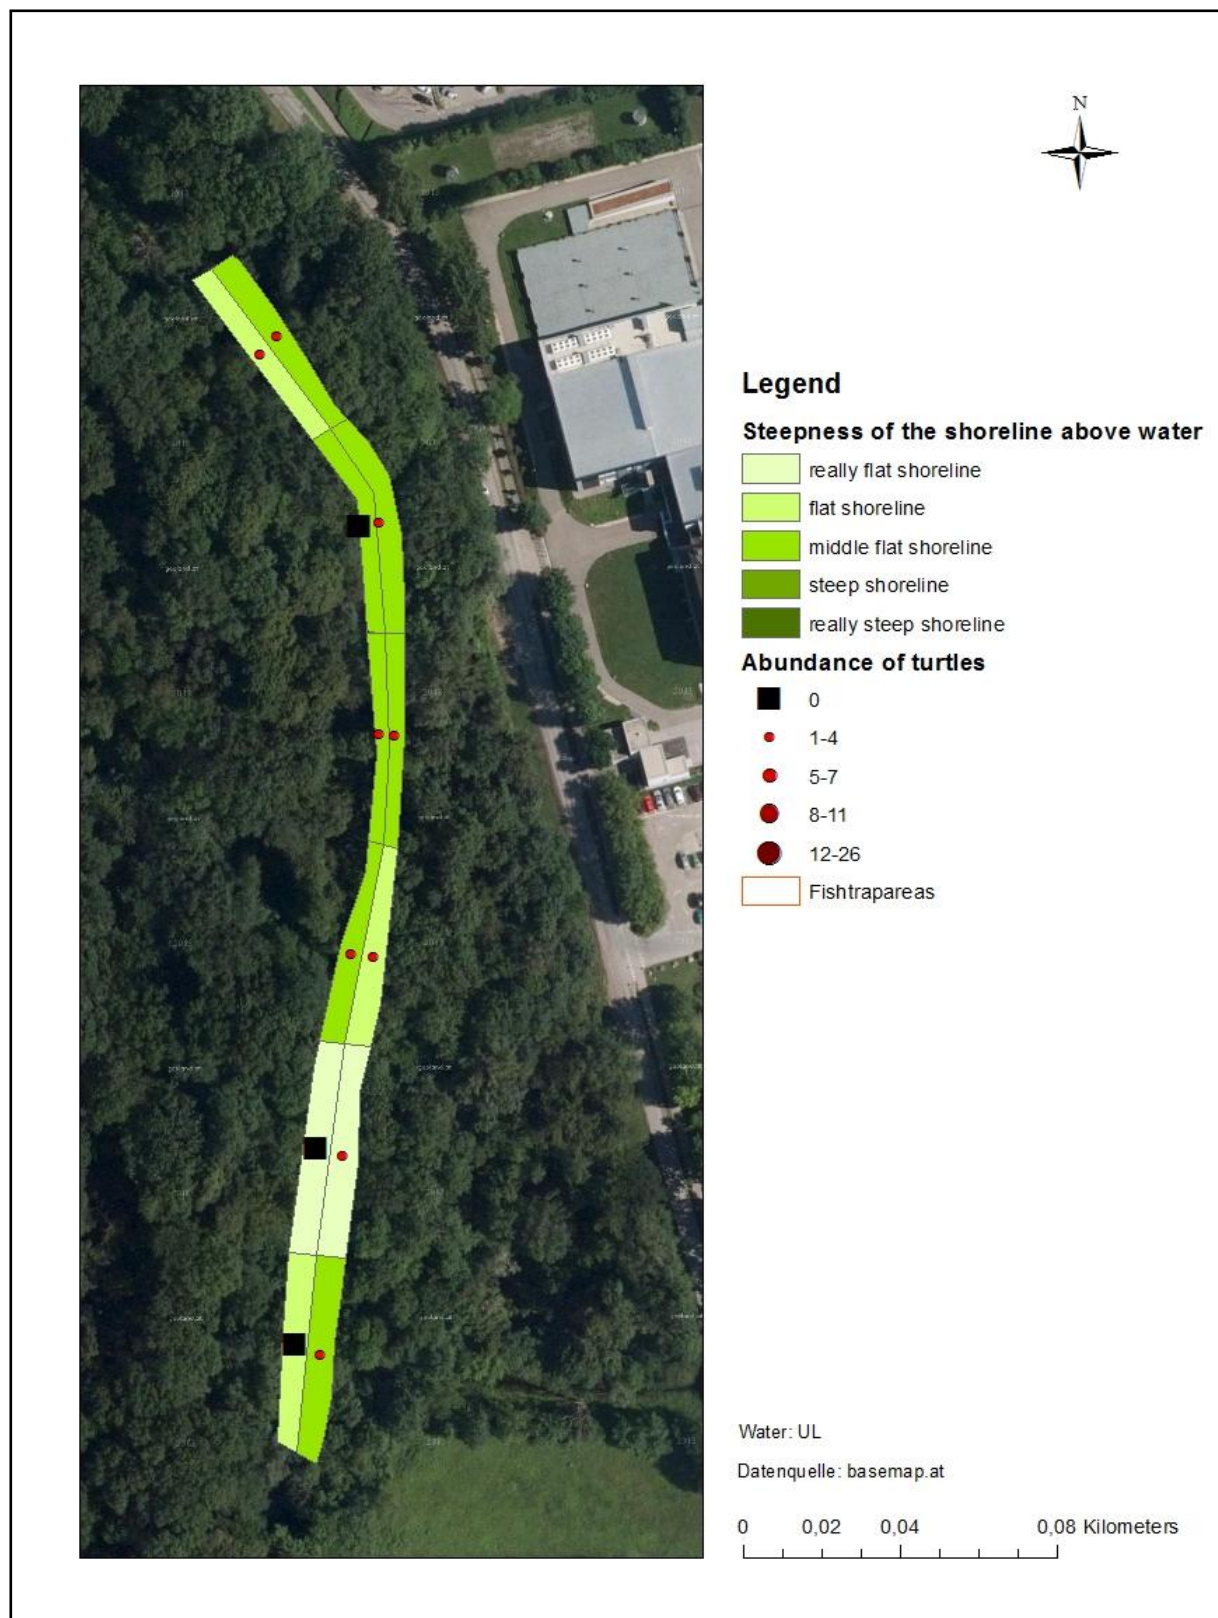 N
Legend
Steepness of the shoreline above water
really flat shoreline
flat shoreline
middle flat shoreline
steep shoreline
really steep shoreline
Abundance of turtles
0
1-4
5-7
8-11
12-26
Fishtrapareas
Water: UL
Datenquelle: basemap.at
0 0,02 0,04 0,08 Kilometers